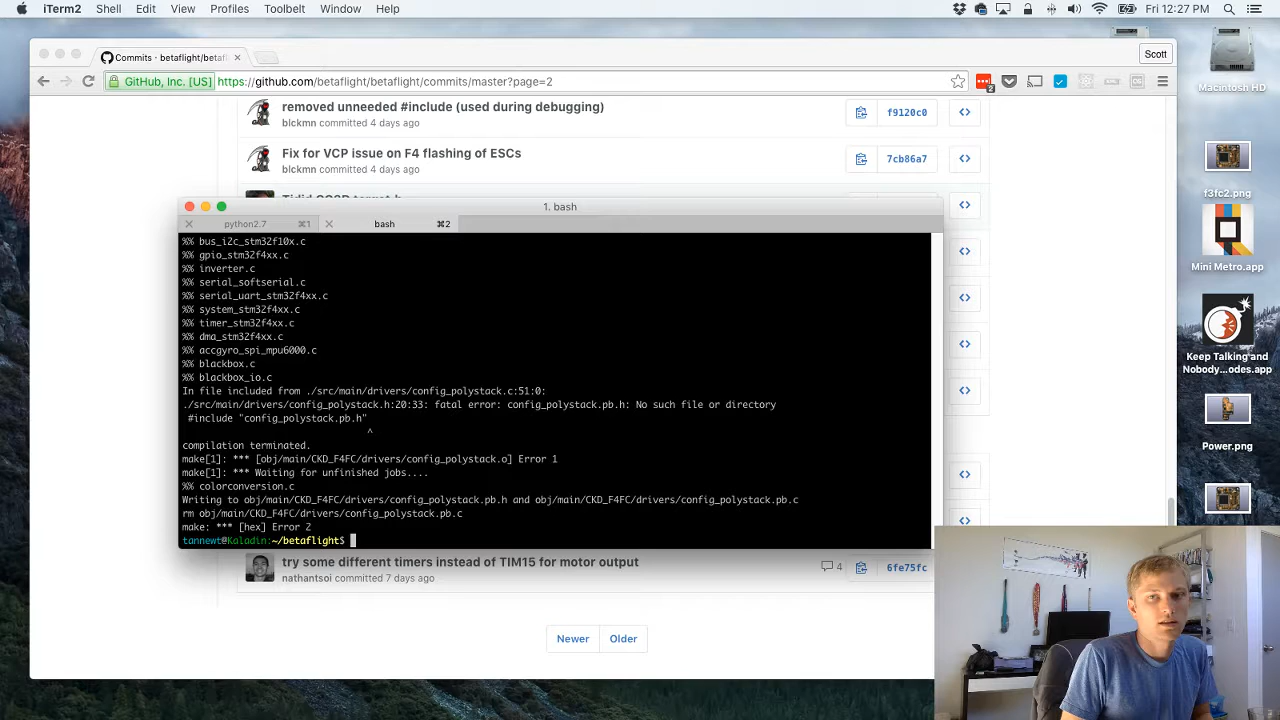 iTerm2 Shell Edit View Profiles Toolbelt Window Help Fri 12:27 PM
Commits · betaflight/betaf
Scott
GitHub, Inc. [US] https://github.com/betaflight/betaflight/commits/master?page=2
Macintosh HD
removed unneeded #include (used during debugging)
blckmn committed 4 days ago
f9120c0
Fix for VCP issue on F4 flashing of ESCs
blckmn committed 4 days ago
7cb86a7
f3fc2.png
1. bash
python2.7 ⌘1 bash ⌘2
%% bus_i2c_stm32f10x.c
%% gpio_stm32f4xx.c
%% inverter.c
%% serial_softserial.c
%% serial_uart_stm32f4xx.c
%% system_stm32f4xx.c
%% timer_stm32f4xx.c
%% dma_stm32f4xx.c
%% accgyro_spi_mpu6000.c
%% blackbox.c
%% blackbox_io.c
In file included from ./src/main/drivers/config_polystack.c:51:0:
./src/main/drivers/config_polystack.h:20:33: fatal error: config_polystack.pb.h: No such file or directory
#include "config_polystack.pb.h"
^
compilation terminated.
make[1]: *** [obj/main/CKD_F4FC/drivers/config_polystack.o] Error 1
make[1]: *** Waiting for unfinished jobs....
%% colorconversion.c
Writing to obj/main/CKD_F4FC/drivers/config_polystack.pb.h and obj/main/CKD_F4FC/drivers/config_polystack.pb.c
rm obj/main/CKD_F4FC/drivers/config_polystack.pb.c
make: *** [hex] Error 2
tannewt@Kaladin:~/betaflight$
Mini Metro.app
Keep Talking and
Nobody...odes.app
Power.png
try some different timers instead of TIM15 for motor output
nathantsoi committed 7 days ago
4
6fe75fc
Newer Older